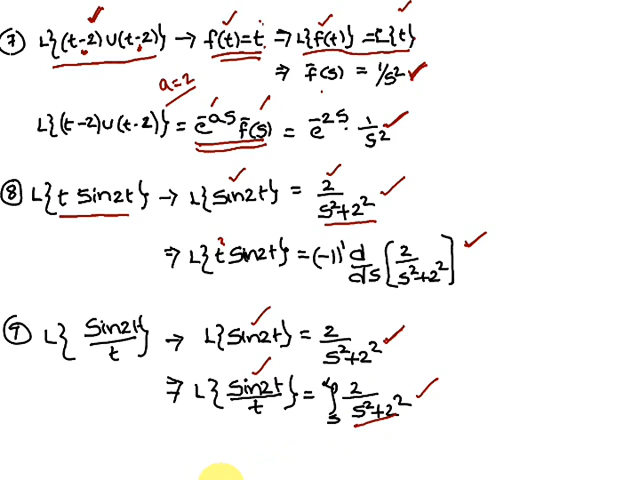 ⑦ L{(t-2)u(t-2)} → f(t)=t ⇒ L{f(t)} = L{t}
⇒ f̄(s) = 1/s²
a=2
L{(t-2)u(t-2)} = e^-as f̄(s) = e^-2s · 1/s²
⑧ L{t sin2t} → L{sin2t} = 2/(s²+2²)
⇒ L{t² sin2t} = (-1)¹ d/ds [2/(s²+2²)]
⑨ L{sin2t/t} → L{sin2t} = 2/(s²+2²)
⇒ L{sin2t/t} = ∫_s^∞ 2/(s²+2²)